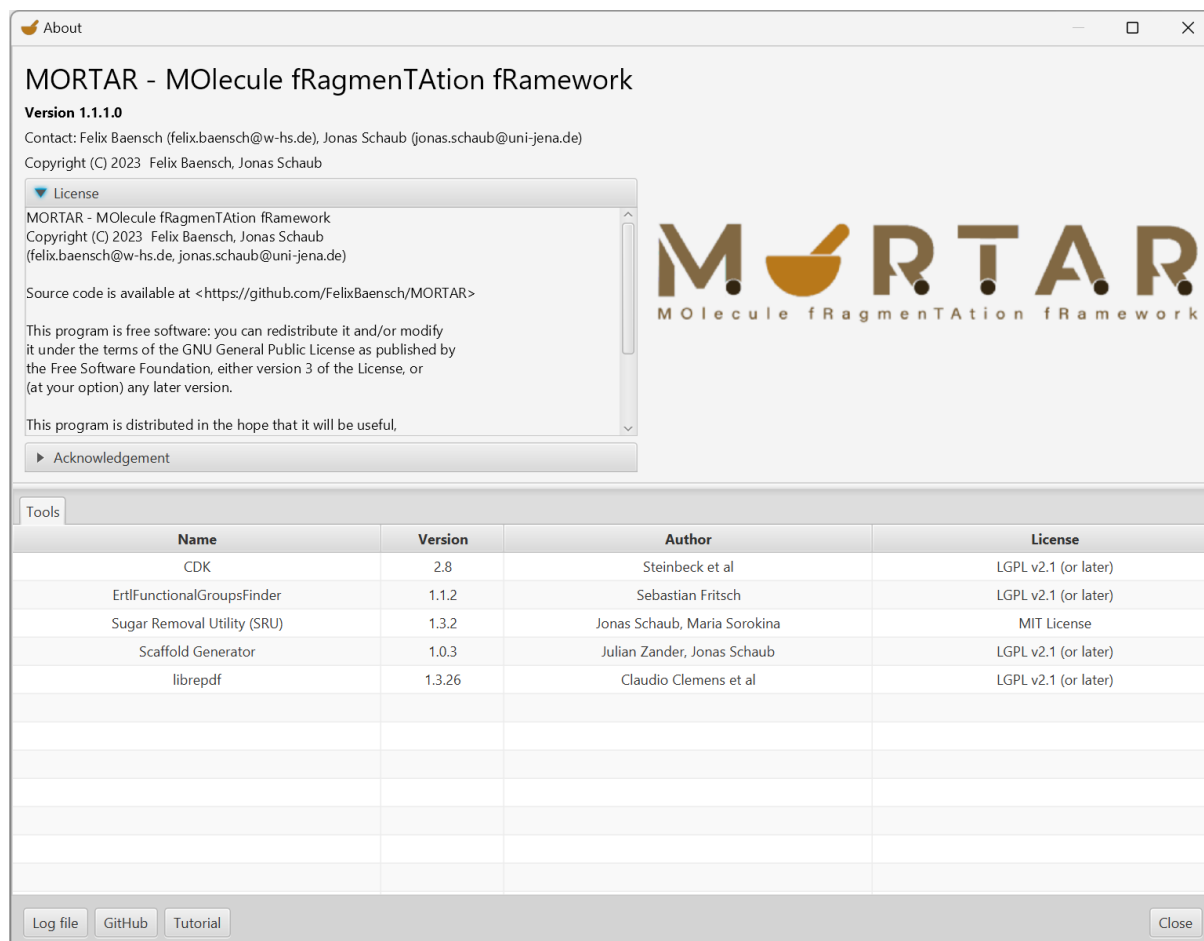 About
MORTAR - MOlecule fRagmenTAtion fRamework
Version 1.1.1.0
Contact: Felix Baensch (felix.baensch@w-hs.de), Jonas Schaub (jonas.schaub@uni-jena.de)
Copyright (C) 2023  Felix Baensch, Jonas Schaub
License
MORTAR - MOlecule fRagmenTAtion fRamework
Copyright (C) 2023  Felix Baensch, Jonas Schaub
(felix.baensch@w-hs.de, jonas.schaub@uni-jena.de)
Source code is available at <https://github.com/FelixBaensch/MORTAR>
This program is free software: you can redistribute it and/or modify
it under the terms of the GNU General Public License as published by
the Free Software Foundation, either version 3 of the License, or
(at your option) any later version.
This program is distributed in the hope that it will be useful,
Acknowledgement
M RTAR
MOlecule fRagmenTAtion fRamework
Tools
Name Version Author License
CDK 2.8 Steinbeck et al LGPL v2.1 (or later)
ErtlFunctionalGroupsFinder 1.1.2 Sebastian Fritsch LGPL v2.1 (or later)
Sugar Removal Utility (SRU) 1.3.2 Jonas Schaub, Maria Sorokina MIT License
Scaffold Generator 1.0.3 Julian Zander, Jonas Schaub LGPL v2.1 (or later)
librepdf 1.3.26 Claudio Clemens et al LGPL v2.1 (or later)
Log file GitHub Tutorial Close